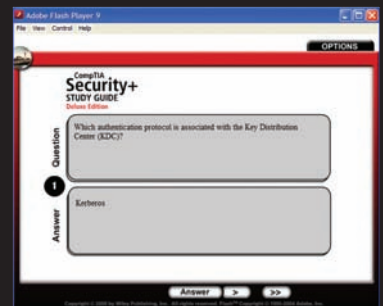 Adobe Flash Player 9
File View Control Help
OPTIONS
CompTIA
Security+
STUDY GUIDE
Deluxe Edition
Question
Which authentication protocol is associated with the Key Distribution
Center (KDC)?
1
Answer
Kerberos
Answer > >>